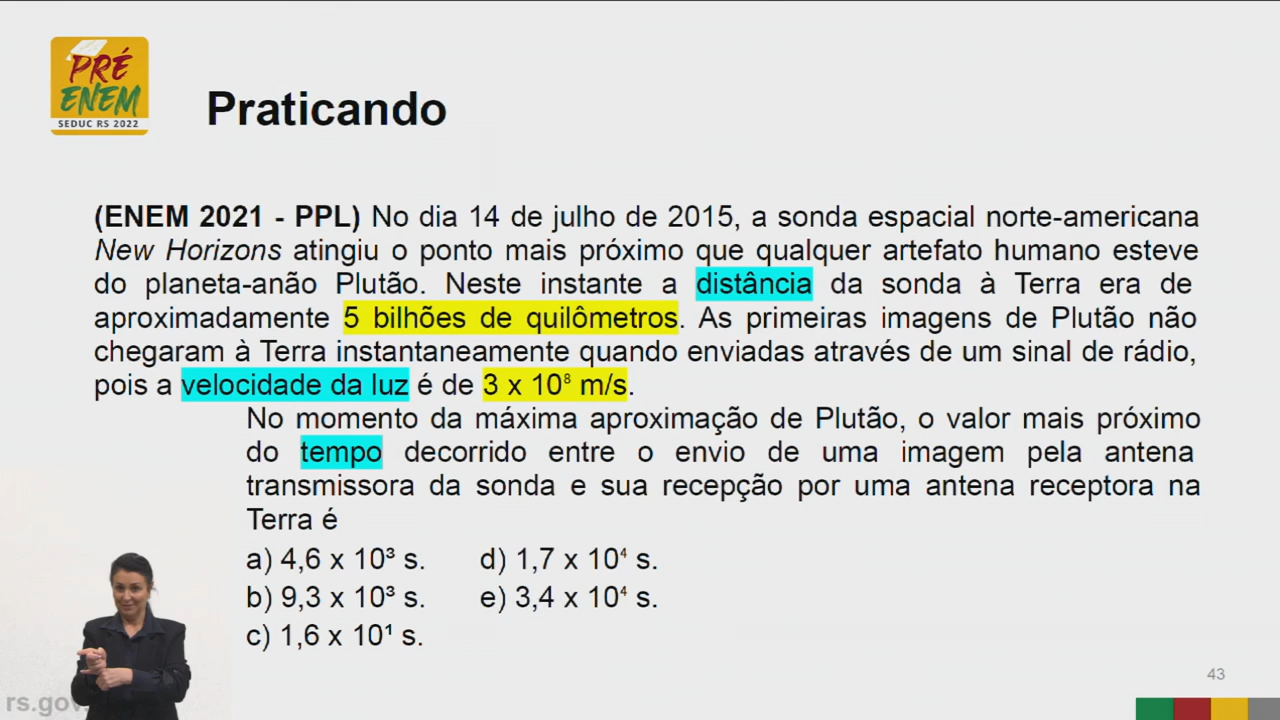 PRÉ
ENEM
SEDUC RS 2022
Praticando
(ENEM 2021 - PPL) No dia 14 de julho de 2015, a sonda espacial norte-americana
New Horizons atingiu o ponto mais próximo que qualquer artefato humano esteve
do planeta-anão Plutão. Neste instante a distância da sonda à Terra era de
aproximadamente 5 bilhões de quilômetros. As primeiras imagens de Plutão não
chegaram à Terra instantaneamente quando enviadas através de um sinal de rádio,
pois a velocidade da luz é de 3 x 10⁸ m/s.
No momento da máxima aproximação de Plutão, o valor mais próximo
do tempo decorrido entre o envio de uma imagem pela antena
transmissora da sonda e sua recepção por uma antena receptora na
Terra é
a) 4,6 x 10³ s. d) 1,7 x 10⁴ s.
b) 9,3 x 10³ s. e) 3,4 x 10⁴ s.
c) 1,6 x 10¹ s.
43